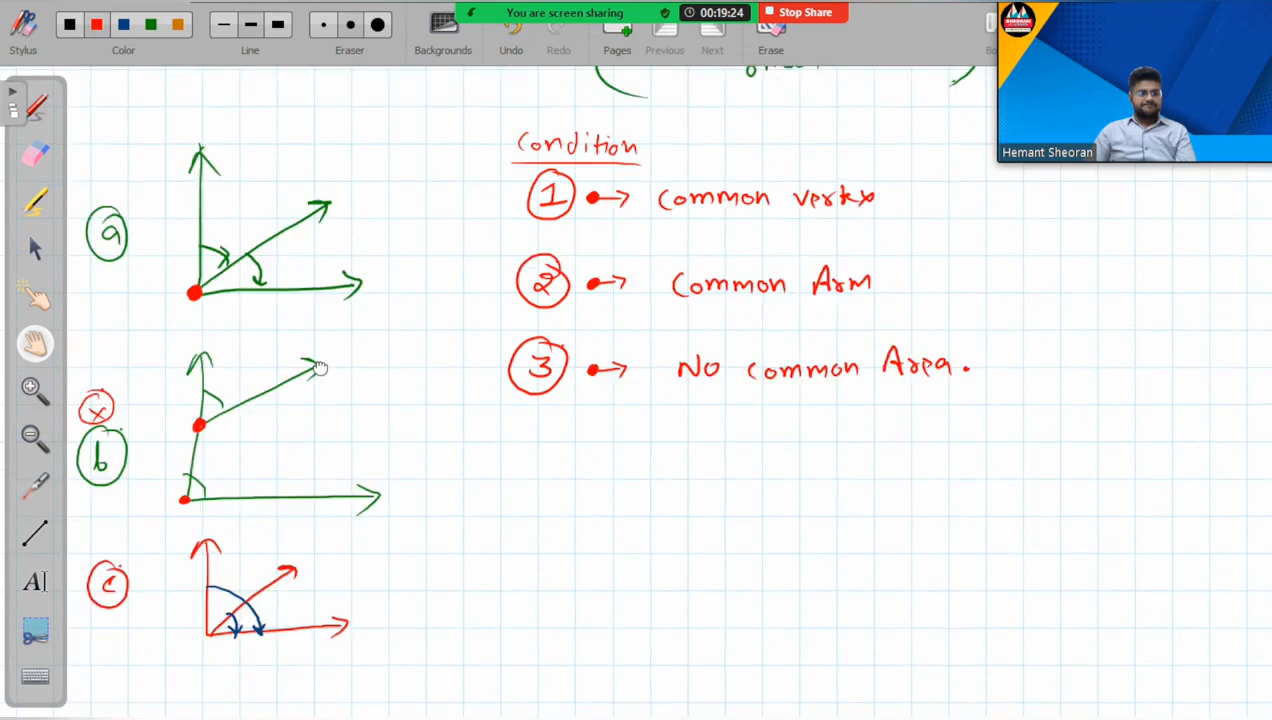 You are screen sharing 00:19:24 Stop Share
Stylus Color Line Eraser Backgrounds Undo Redo Pages Previous Next Erase
SHEORANS
Hemant Sheoran
Condition
a
1 → common vertex
2 → common Arm
3 → No common Area.
x
b
c
AI